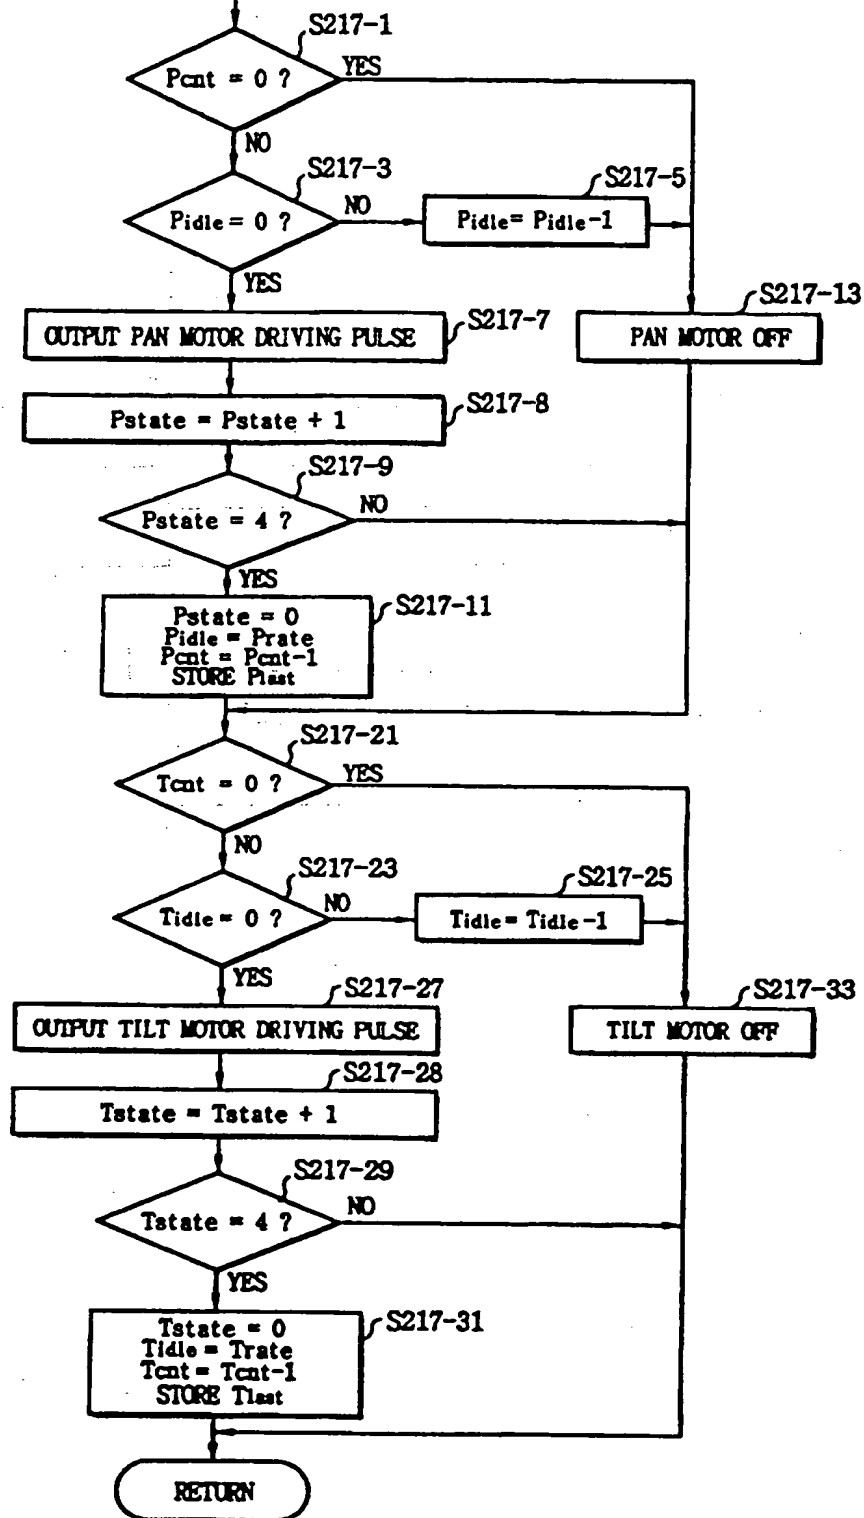 S217-1
Pcnt = 0 ?
YES
NO
S217-3
Pidle = 0 ?
NO
S217-5
Pidle = Pidle-1
YES
S217-7
OUTPUT PAN MOTOR DRIVING PULSE
S217-13
PAN MOTOR OFF
S217-8
Pstate = Pstate + 1
S217-9
Pstate = 4 ?
NO
YES
S217-11
Pstate = 0
Pidle = Prate
Pcnt = Pcnt-1
STORE Plast
S217-21
Tcnt = 0 ?
YES
NO
S217-23
Tidle = 0 ?
NO
S217-25
Tidle = Tidle-1
YES
S217-27
OUTPUT TILT MOTOR DRIVING PULSE
S217-33
TILT MOTOR OFF
S217-28
Tstate = Tstate + 1
S217-29
Tstate = 4 ?
NO
YES
S217-31
Tstate = 0
Tidle = Trate
Tcnt = Tcnt-1
STORE Tlast
RETURN